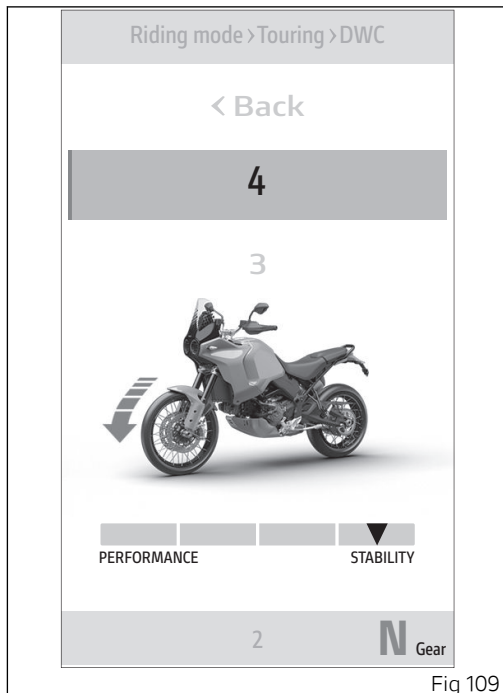 Riding mode›Touring›DWC
‹ Back
4
3
PERFORMANCE STABILITY
2 N Gear
Fig 109